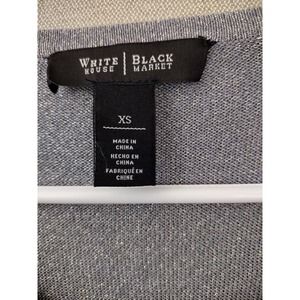 WHITE HOUSE | BLACK MARKET
XS
MADE IN
CHINA
HECHO EN
CHINA
FABRIQUÉ EN
CHINE